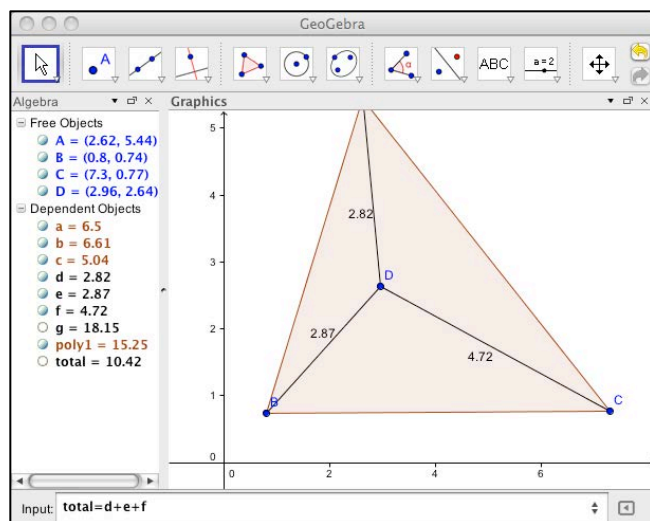 GeoGebra
A
α
ABC
a=2
Algebra
Graphics
Free Objects
A = (2.62, 5.44)
B = (0.8, 0.74)
C = (7.3, 0.77)
D = (2.96, 2.64)
Dependent Objects
a = 6.5
b = 6.61
c = 5.04
d = 2.82
e = 2.87
f = 4.72
g = 18.15
poly1 = 15.25
total = 10.42
5
4
3
2
1
0
0 2 4 6
2.82
D
2.87
4.72
B
C
Input: total=d+e+f